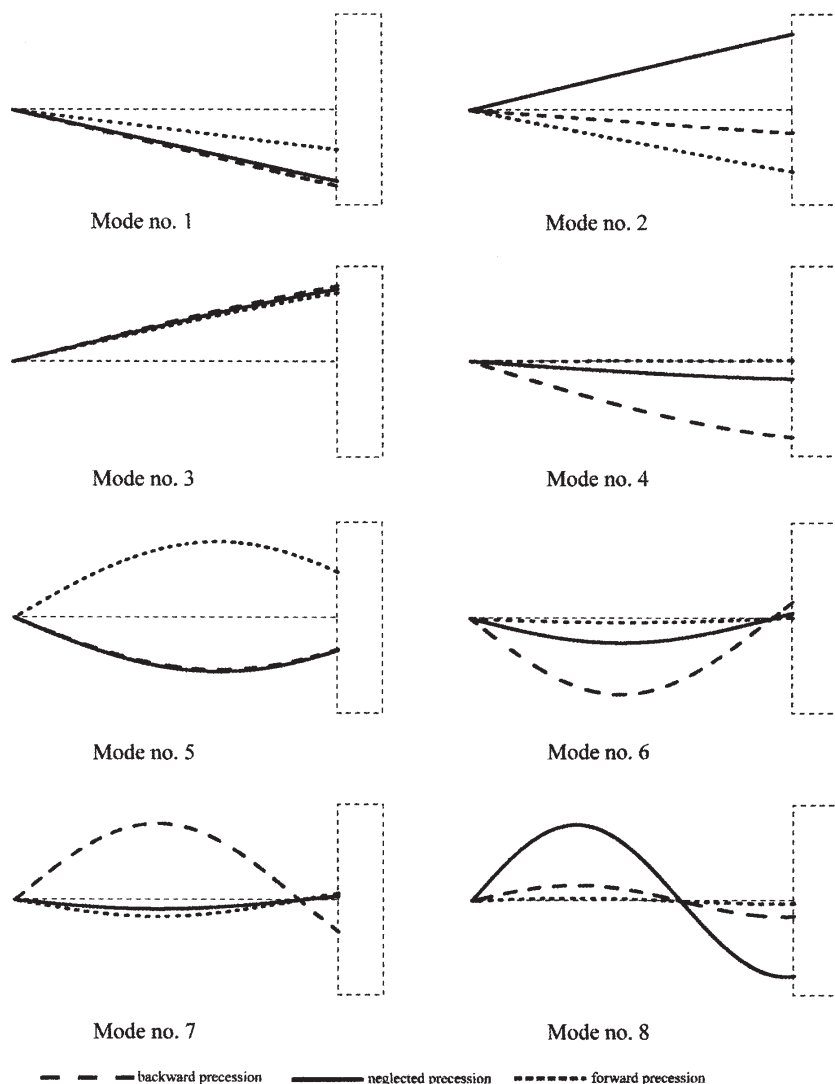 Mode no. 1
Mode no. 2
Mode no. 3
Mode no. 4
Mode no. 5
Mode no. 6
Mode no. 7
Mode no. 8
backward precession neglected precession forward precession